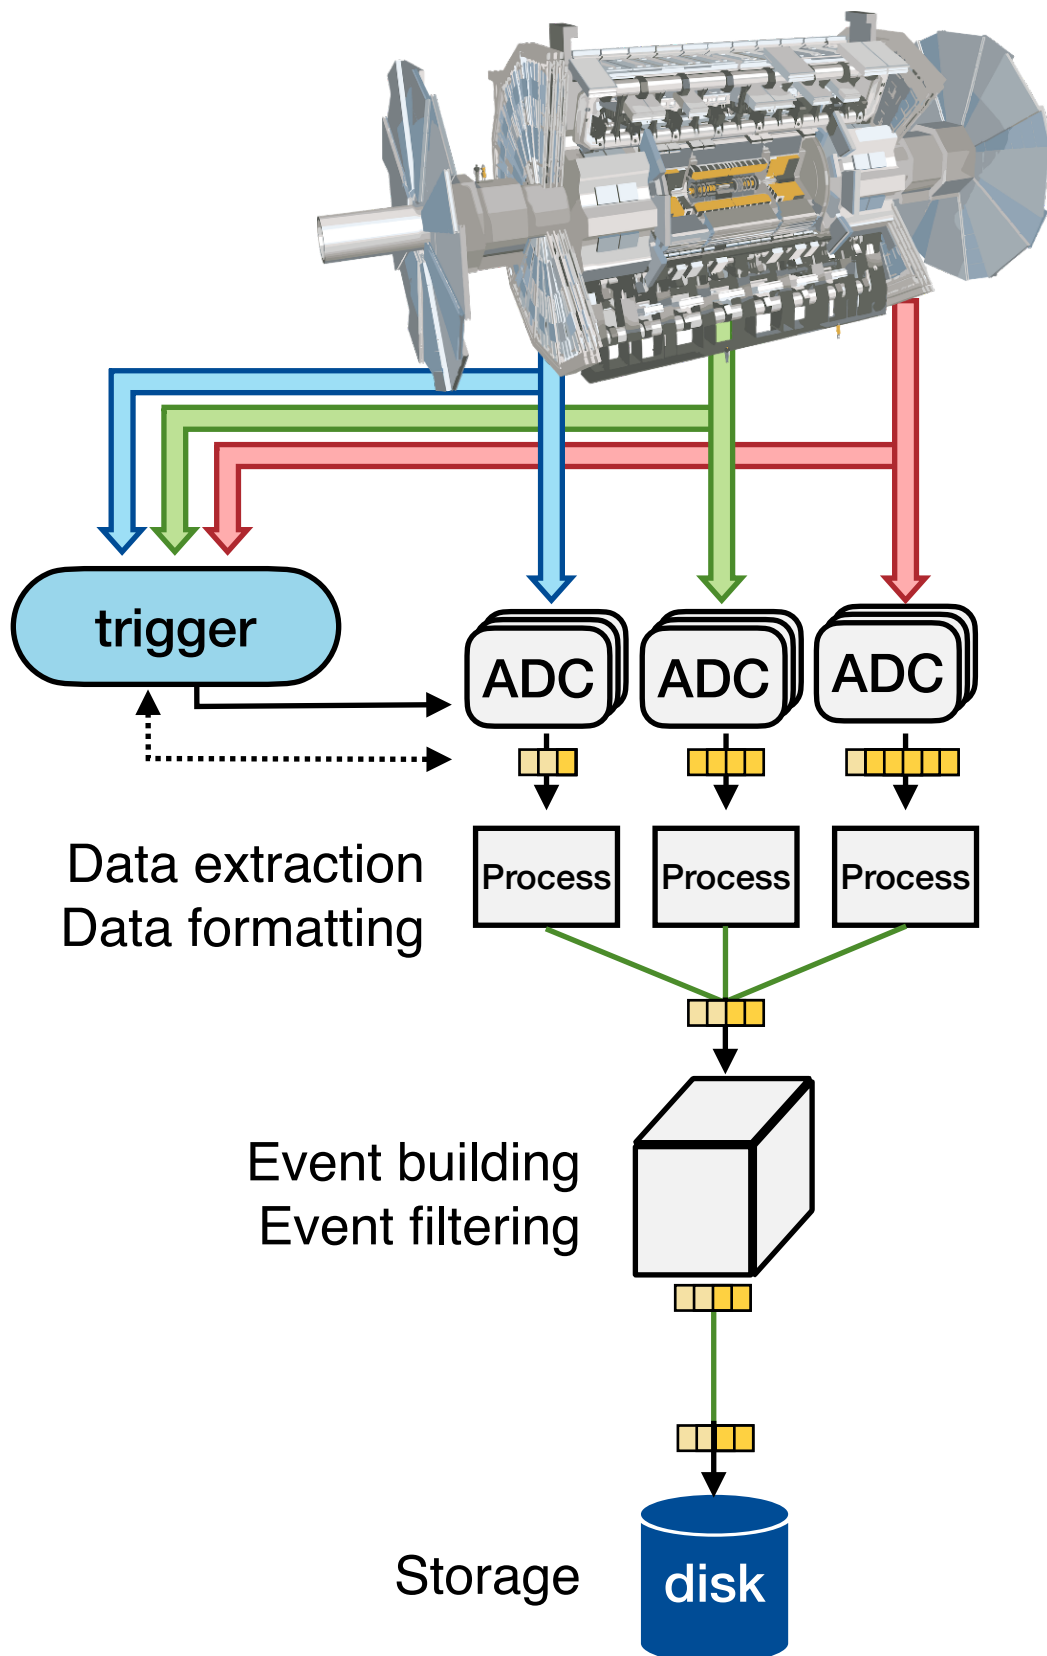 trigger
ADC
ADC
ADC
Data extraction
Data formatting
Process
Process
Process
Event building
Event filtering
Storage
disk